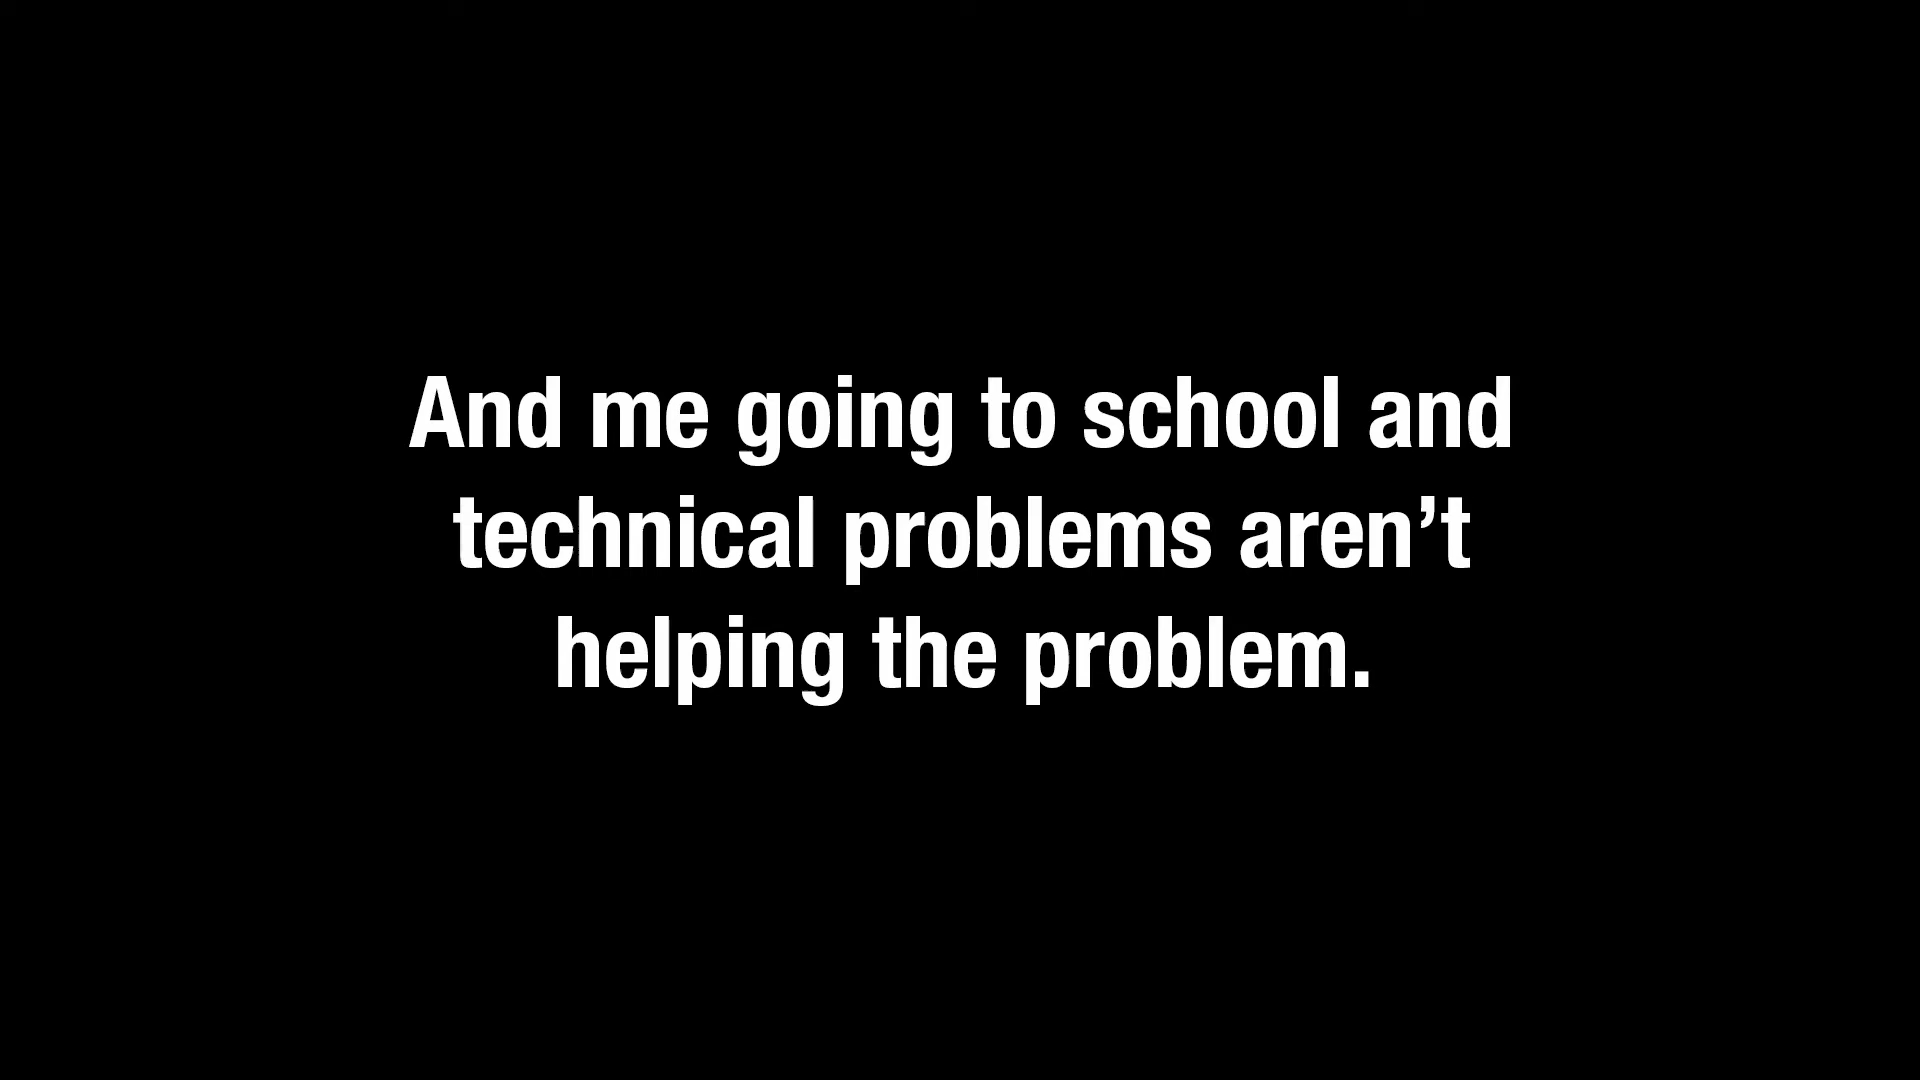 And me going to school and
technical problems aren’t
helping the problem.